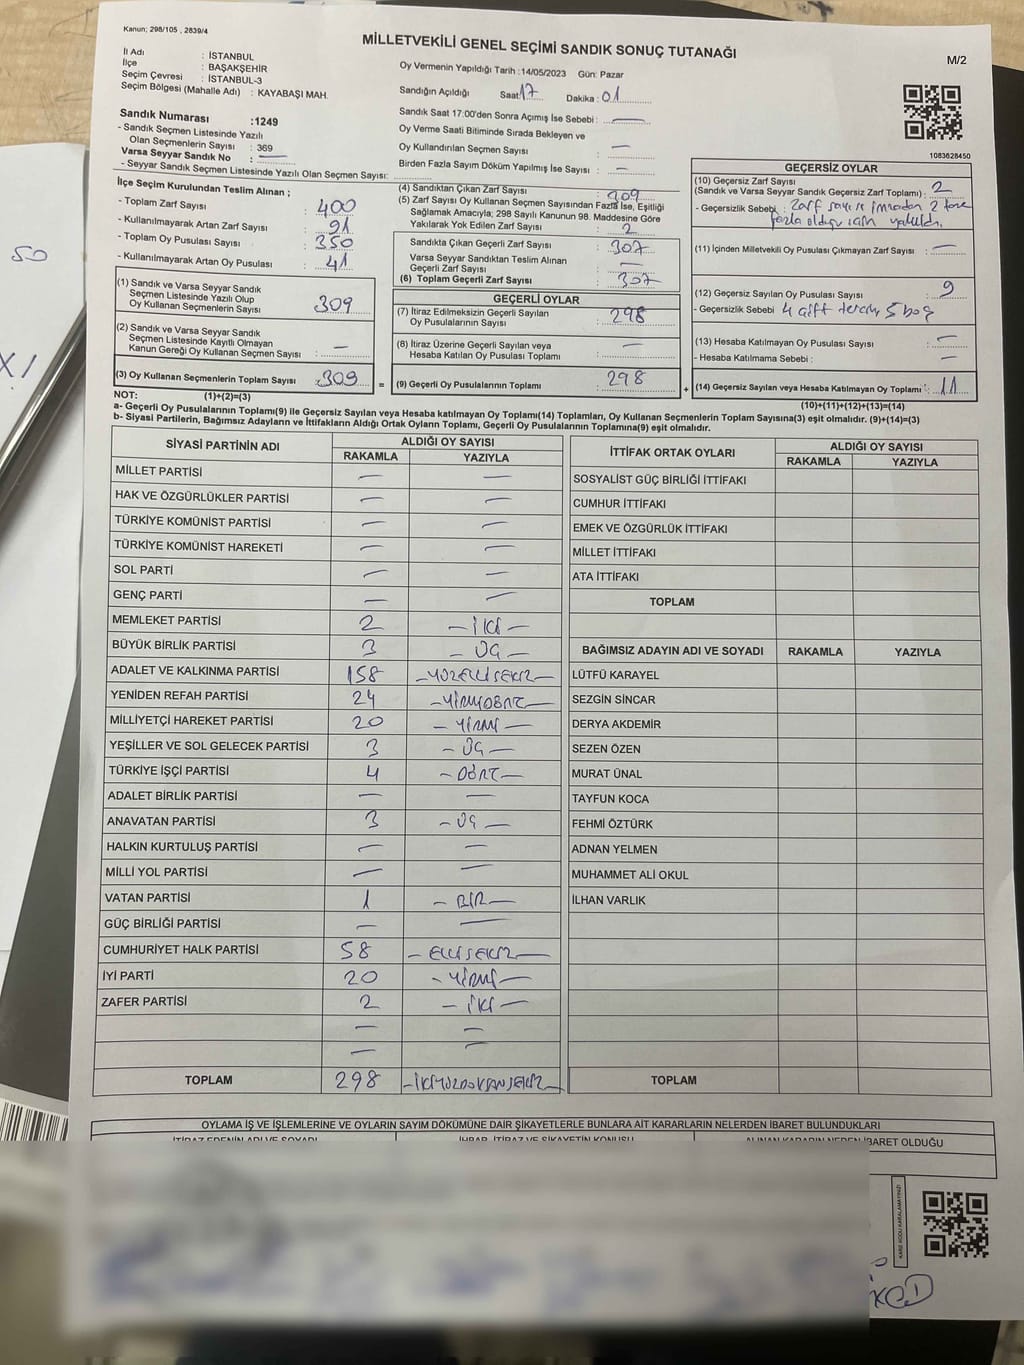 Kanun; 298/105 , 2839/4
MİLLETVEKİLİ GENEL SEÇİMİ SANDIK SONUÇ TUTANAĞI
M/2
İl Adı : İSTANBUL
İlçe : BAŞAKŞEHİR
Seçim Çevresi : İSTANBUL-3
Seçim Bölgesi (Mahalle Adı) : KAYABAŞI MAH.
Oy Vermenin Yapıldığı Tarih :14/05/2023 Gün: Pazar
Sandığın Açıldığı Saat: 17 Dakika : 01
Sandık Saat 17:00'den Sonra Açımış İse Sebebi : —
Oy Verme Saati Bitiminde Sırada Bekleyen ve
Oy Kullandırılan Seçmen Sayısı : —
Birden Fazla Sayım Döküm Yapılmış İse Sayısı : —
1083628450
Sandık Numarası :1249
- Sandık Seçmen Listesinde Yazılı
Olan Seçmenlerin Sayısı : 369
Varsa Seyyar Sandık No : —
- Seyyar Sandık Seçmen Listesinde Yazılı Olan Seçmen Sayısı:
İlçe Seçim Kurulundan Teslim Alınan ;
- Toplam Zarf Sayısı : 400
- Kullanılmayarak Artan Zarf Sayısı : 91
- Toplam Oy Pusulası Sayısı : 350
- Kullanılmayarak Artan Oy Pusulası : 41
(1) Sandık ve Varsa Seyyar Sandık
Seçmen Listesinde Yazılı Olup
Oy Kullanan Seçmenlerin Sayısı : 309
(2) Sandık ve Varsa Seyyar Sandık
Seçmen Listesinde Kayıtlı Olmayan
Kanun Gereği Oy Kullanan Seçmen Sayısı : —
(3) Oy Kullanan Seçmenlerin Toplam Sayısı : 309 =
(4) Sandıktan Çıkan Zarf Sayısı : 309
(5) Zarf Sayısı Oy Kullanan Seçmen Sayısından Fazla İse, Eşitliği
Sağlamak Amacıyla; 298 Sayılı Kanunun 98. Maddesine Göre
Yakılarak Yok Edilen Zarf Sayısı : 2
Sandıkta Çıkan Geçerli Zarf Sayısı : 307
Varsa Seyyar Sandıktan Teslim Alınan
Geçerli Zarf Sayısı : —
(6) Toplam Geçerli Zarf Sayısı : 307
GEÇERLİ OYLAR
(7) İtiraz Edilmeksizin Geçerli Sayılan
Oy Pusulalarının Sayısı : 298
(8) İtiraz Üzerine Geçerli Sayılan veya
Hesaba Katılan Oy Pusulası Toplamı : —
(9) Geçerli Oy Pusulalarının Toplamı : 298 +
GEÇERSİZ OYLAR
(10) Geçersiz Zarf Sayısı
(Sandık ve Varsa Seyyar Sandık Geçersiz Zarf Toplamı) : 2
- Geçersizlik Sebebi : Zarf sayısı imzadan 2 tane
fazla olduğu için yakıldı.
(11) İçinden Milletvekili Oy Pusulası Çıkmayan Zarf Sayısı : —
(12) Geçersiz Sayılan Oy Pusulası Sayısı : 9
- Geçersizlik Sebebi 4 çift tercih, 5 boş
(13) Hesaba Katılmayan Oy Pusulası Sayısı : —
- Hesaba Katılmama Sebebi : —
(14) Geçersiz Sayılan veya Hesaba Katılmayan Oy Toplamı : 11
NOT: (1)+(2)=(3)
(10)+(11)+(12)+(13)=(14)
a- Geçerli Oy Pusulalarının Toplamı(9) ile Geçersiz Sayılan veya Hesaba katılmayan Oy Toplamı(14) Toplamları, Oy Kullanan Seçmenlerin Toplam Sayısına(3) eşit olmalıdır. (9)+(14)=(3)
b- Siyasi Partilerin, Bağımsız Adayların ve İttifakların Aldığı Ortak Oyların Toplamı, Geçerli Oy Pusulalarının Toplamına(9) eşit olmalıdır.
SİYASİ PARTİNİN ADI ALDIĞI OY SAYISI
RAKAMLA YAZIYLA
MİLLET PARTİSİ — —
HAK VE ÖZGÜRLÜKLER PARTİSİ — —
TÜRKİYE KOMÜNİST PARTİSİ — —
TÜRKİYE KOMÜNİST HAREKETİ — —
SOL PARTİ — —
GENÇ PARTİ — —
MEMLEKET PARTİSİ 2 — İKİ —
BÜYÜK BİRLİK PARTİSİ 3 — ÜÇ —
ADALET VE KALKINMA PARTİSİ 158 — YÜZELLİSEKİZ —
YENİDEN REFAH PARTİSİ 24 — YİRMİDÖRT —
MİLLİYETÇİ HAREKET PARTİSİ 20 — YİRMİ —
YEŞİLLER VE SOL GELECEK PARTİSİ 3 — ÜÇ —
TÜRKİYE İŞÇİ PARTİSİ 4 — DÖRT —
ADALET BİRLİK PARTİSİ — —
ANAVATAN PARTİSİ 3 — ÜÇ —
HALKIN KURTULUŞ PARTİSİ — —
MİLLİ YOL PARTİSİ — —
VATAN PARTİSİ 1 — BİR —
GÜÇ BİRLİĞİ PARTİSİ — —
CUMHURİYET HALK PARTİSİ 58 — ELLİSEKİZ —
İYİ PARTİ 20 — YİRMİ —
ZAFER PARTİSİ 2 — İKİ —
— —
— —
TOPLAM 298 — İKİYÜZDOKSANSEKİZ —
İTTİFAK ORTAK OYLARI ALDIĞI OY SAYISI
RAKAMLA YAZIYLA
SOSYALİST GÜÇ BİRLİĞİ İTTİFAKI
CUMHUR İTTİFAKI
EMEK VE ÖZGÜRLÜK İTTİFAKI
MİLLET İTTİFAKI
ATA İTTİFAKI
TOPLAM
BAĞIMSIZ ADAYIN ADI VE SOYADI RAKAMLA YAZIYLA
LÜTFÜ KARAYEL
SEZGİN SİNCAR
DERYA AKDEMİR
SEZEN ÖZEN
MURAT ÜNAL
TAYFUN KOCA
FEHMİ ÖZTÜRK
ADNAN YELMEN
MUHAMMET ALİ OKUL
İLHAN VARLIK
TOPLAM
OYLAMA İŞ VE İŞLEMLERİNE VE OYLARIN SAYIM DÖKÜMÜNE DAİR ŞİKAYETLERLE BUNLARA AİT KARARLARIN NELERDEN İBARET BULUNDUKLARI
İTİRAZ EDENİN ADI VE SOYADI İHBAR, İTİRAZ VE ŞİKAYETİN KONUSU ALINAN KARARIN NEDEN İBARET OLDUĞU
50